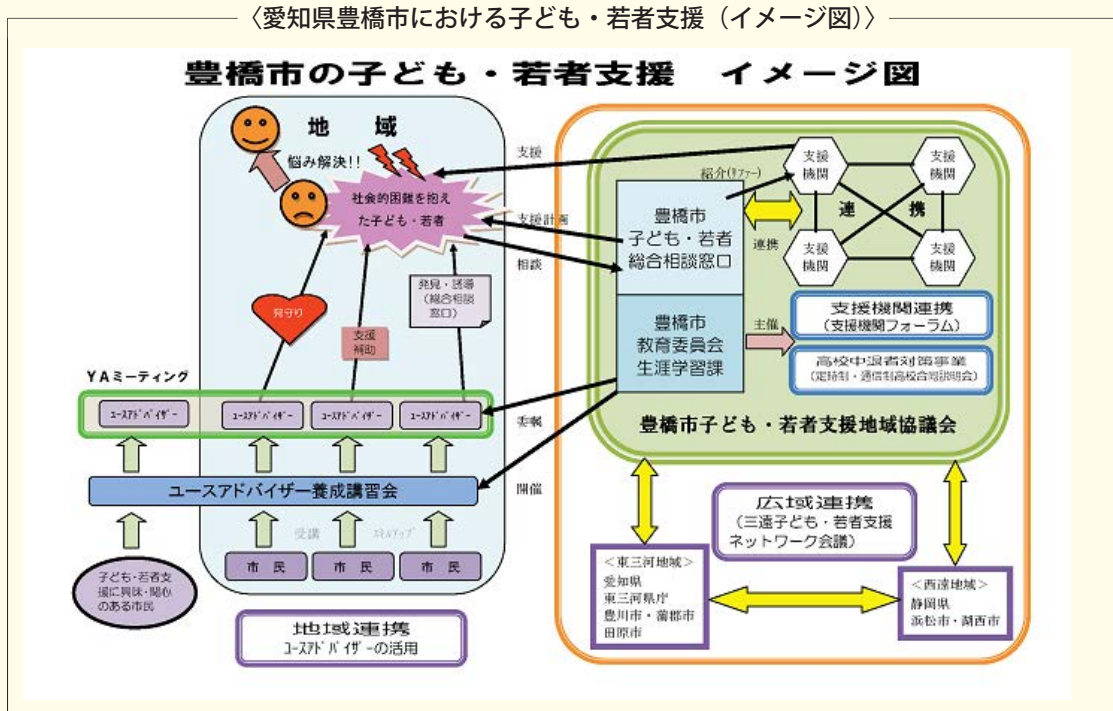 〈愛知県豊橋市における子ども・若者支援（イメージ図）〉
豊橋市の子ども・若者支　イメージ図
地　域
悩み解決!!
社会的困難を抱え
た子ども・若者
見守り
支援
補助
発見・誘導
（総合相談
窓口）
支援
支援計画
相談
紹介(ﾘﾌｧｰ)
連携
豊橋市
子ども・若者
総合相談窓口
豊橋市
教育委員会
生涯学習課
主催
支援
機関
支援
機関
連　携
支援
機関
支援
機関
支援機関連携
（支援機関フォーラム）
高校中退者対策事業
（定時制・通信制高校合同説明会）
豊橋市子ども・若者支援地域協議会
ＹＡミーティング
ﾕｰｽｱﾄﾞﾊﾞｲｻﾞｰ
ﾕｰｽｱﾄﾞﾊﾞｲｻﾞｰ
ﾕｰｽｱﾄﾞﾊﾞｲｻﾞｰ
ﾕｰｽｱﾄﾞﾊﾞｲｻﾞｰ
委嘱
ユースアドバイザー養成講習会
開催
受講
ｽｷﾙｱｯﾌﾟ
市　民
市　民
市　民
子ども・若者支
援に興味・関心
のある市民
地域連携
ﾕｰｽｱﾄﾞﾊﾞｲｻﾞｰの活用
広域連携
（三遠子ども・若者支援
ネットワーク会議）
＜東三河地域＞
愛知県
東三河県庁
豊川市・蒲郡市
田原市
＜西遠地域＞
静岡県
浜松市・湖西市